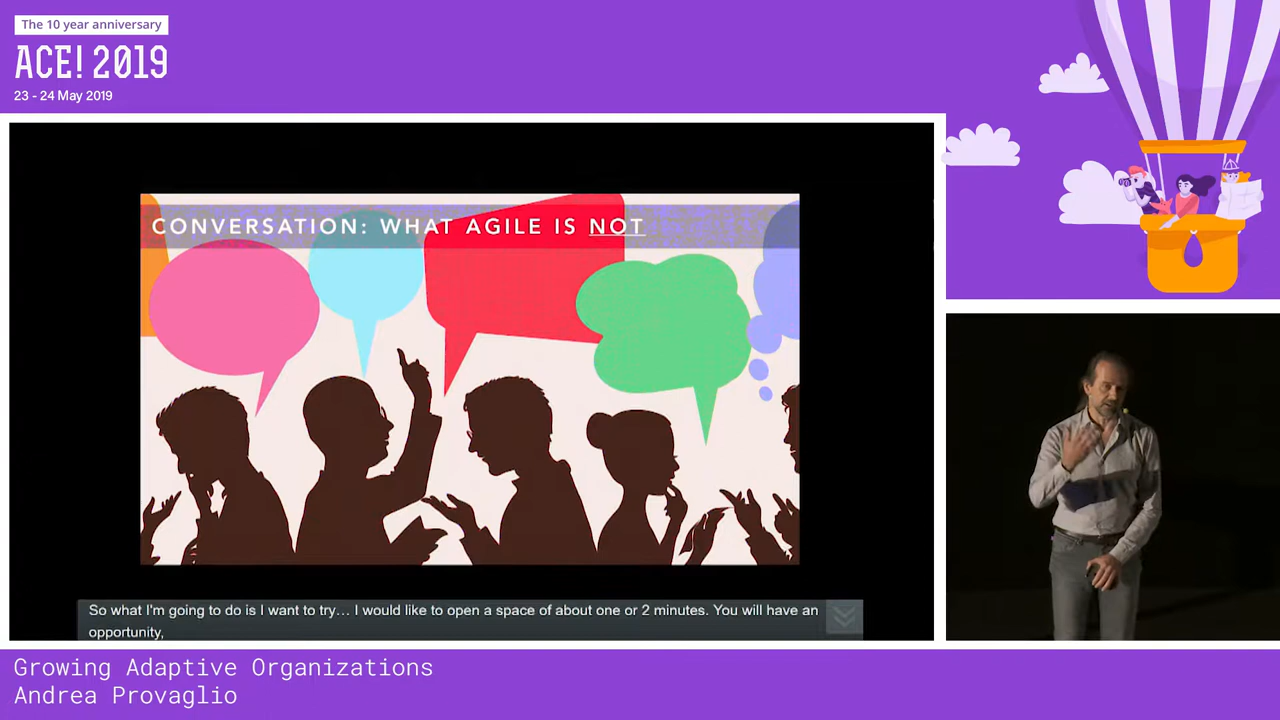 The 10 year anniversary
ACE! 2019
23 - 24 May 2019
CONVERSATION: WHAT AGILE IS NOT
So what I'm going to do is I want to try… I would like to open a space of about one or 2 minutes. You will have an
opportunity,
Growing Adaptive Organizations
Andrea Provaglio